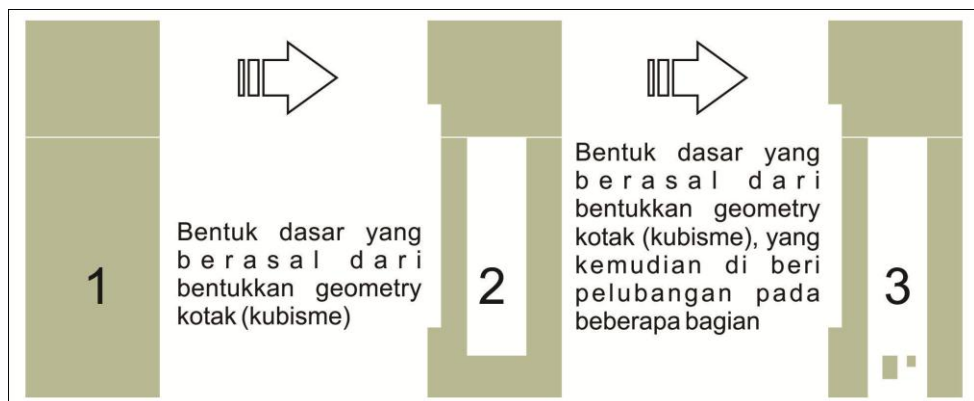 1
Bentuk dasar yang
berasal dari
bentukkan geometry
kotak (kubisme)
2
Bentuk dasar yang
berasal dari
bentukkan geometry
kotak (kubisme), yang
kemudian di beri
pelubangan pada
beberapa bagian
3